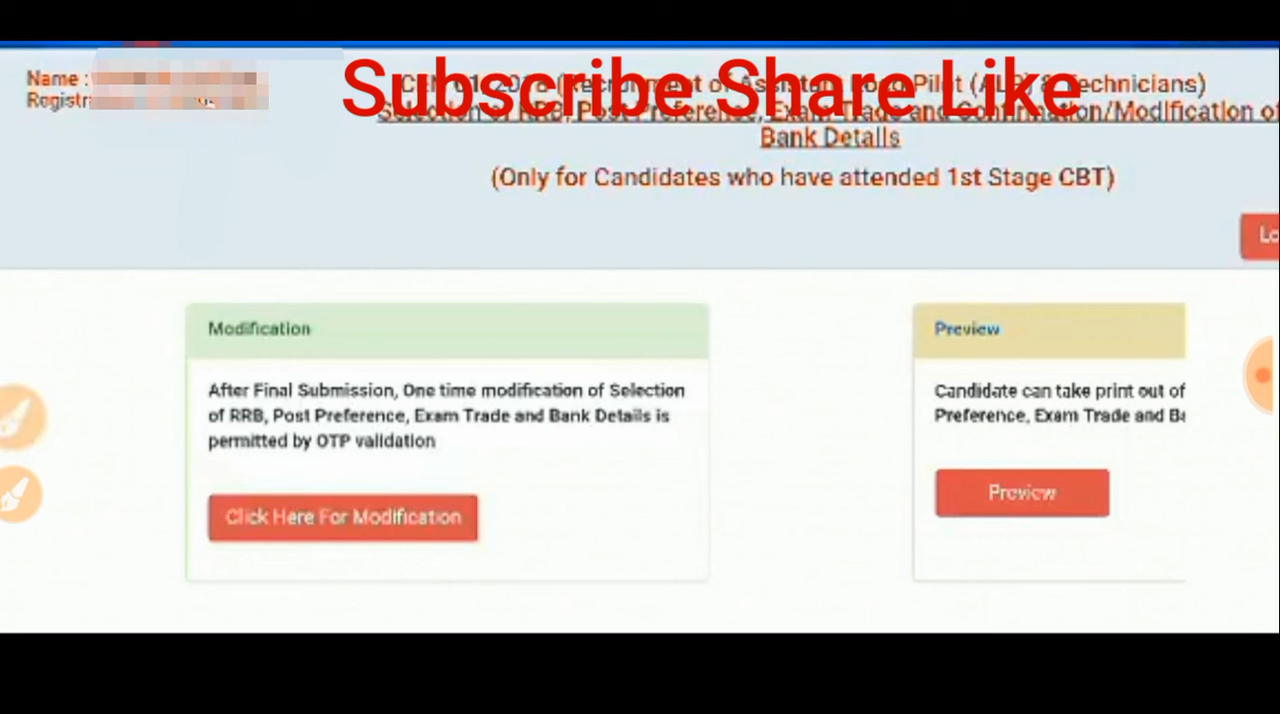 Name :
Subscribe Share Like
Bank Details
(Only for Candidates who have attended 1st Stage CBT)
Modification
After Final Submission, One time modification of Selection
of RRB, Post Preference, Exam Trade and Bank Details is
permitted by OTP validation
Click Here For Modification
Preview
Candidate can take print out of
Preference, Exam Trade and
Preview